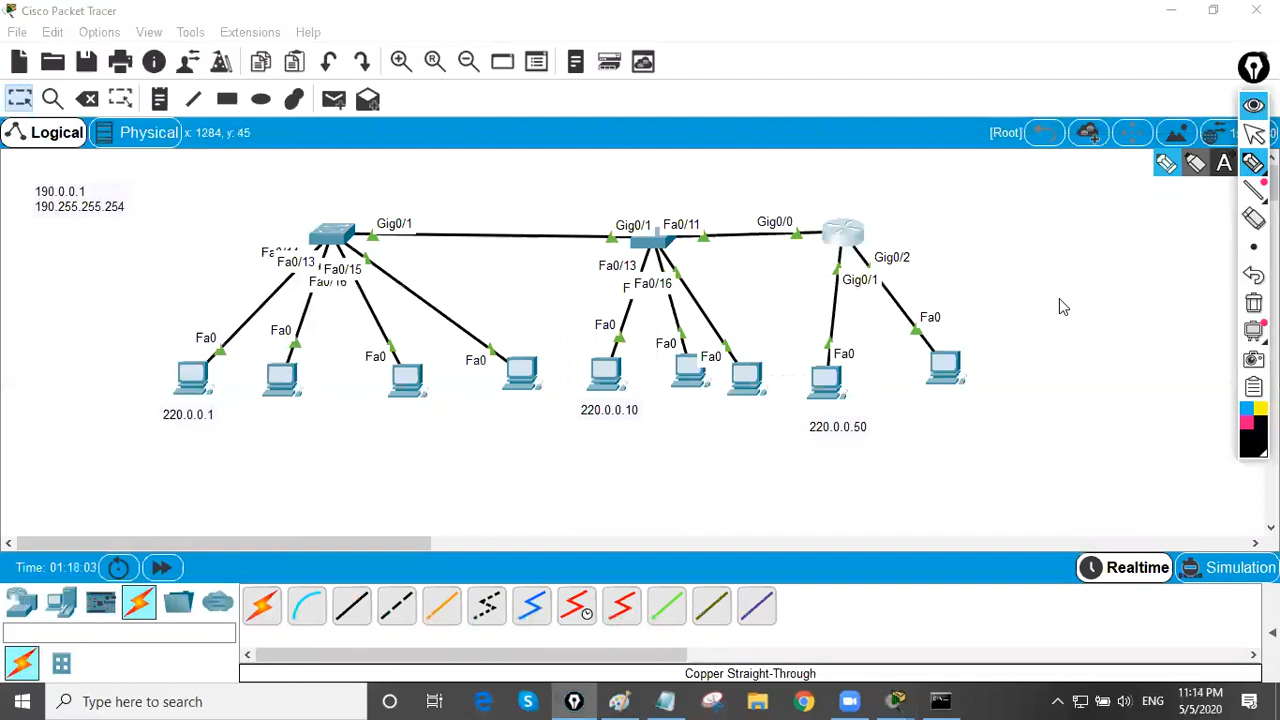 Cisco Packet Tracer
File Edit Options View Tools Extensions Help
Logical Physical x: 1284, y: 45 [Root]
A
190.0.0.1
190.255.255.254
Gig0/1 Gig0/1 Fa0/11 Gig0/0
Fa0/13 Fa0/15 Fa0/13 Gig0/2
Fa0/16 Fa0/16 Gig0/1
Fa0 Fa0 Fa0 Fa0
Fa0 Fa0 Fa0 Fa0 Fa0
220.0.0.1 220.0.0.10 220.0.0.50
Time: 01:18:03 Realtime Simulation
Copper Straight-Through
Type here to search
ENG 11:14 PM
5/5/2020